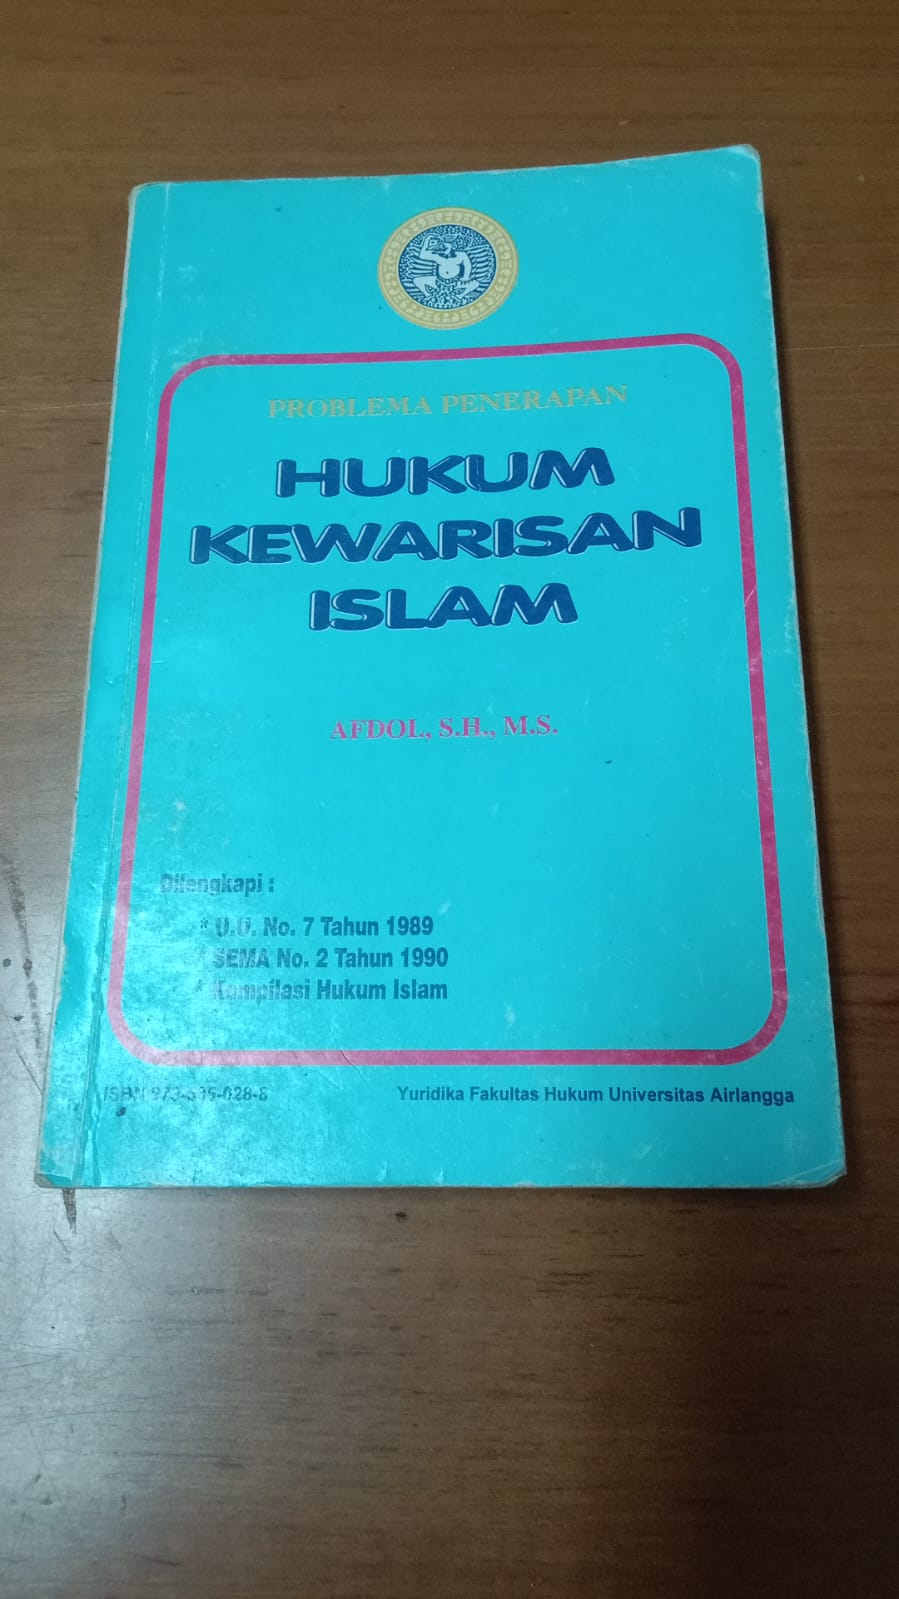 PROBLEMA PENERAPAN
HUKUM
KEWARISAN
ISLAM
AFDOL, S.H., M.S.
Dilengkapi :
* U.U. No. 7 Tahun 1989
* SEMA No. 2 Tahun 1990
* Kompilasi Hukum Islam
ISBN
Yuridika Fakultas Hukum Universitas Airlangga